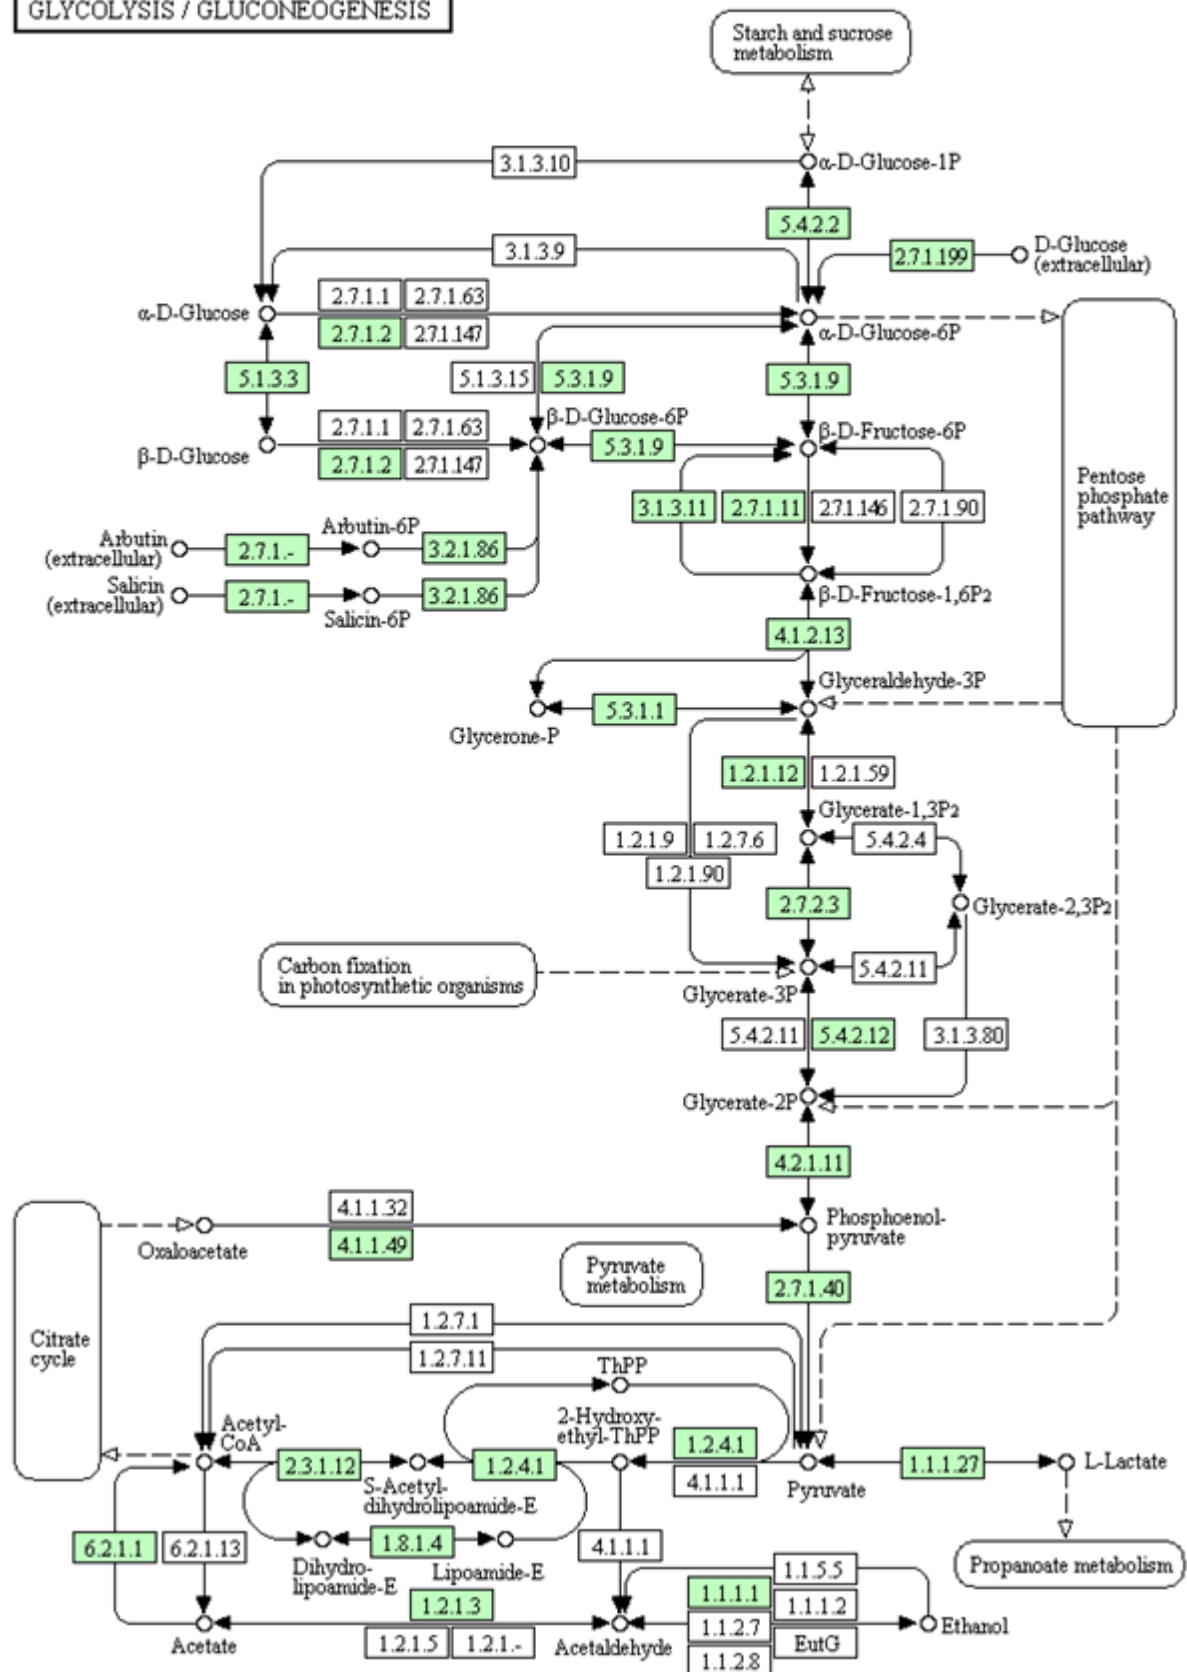 GLYCOLYSIS / GLUCONEOGENESIS
Starch and sucrose
metabolism
3.1.3.10
α-D-Glucose-1P
5.4.2.2
3.1.3.9
2.7.1.199
D-Glucose
(extracellular)
2.7.1.1
2.7.1.63
α-D-Glucose
2.7.1.2
2.7.1.147
α-D-Glucose-6P
5.1.3.3
5.1.3.15
5.3.1.9
5.3.1.9
β-D-Glucose-6P
2.7.1.1
2.7.1.63
β-D-Fructose-6P
β-D-Glucose
2.7.1.2
2.7.1.147
5.3.1.9
Pentose
phosphate
pathway
3.1.3.11
2.7.1.11
2.7.1.146
2.7.1.90
Arbutin
(extracellular)
2.7.1.-
Arbutin-6P
3.2.1.86
Salicin
(extracellular)
2.7.1.-
Salicin-6P
3.2.1.86
β-D-Fructose-1,6P2
4.1.2.13
Glyceraldehyde-3P
5.3.1.1
Glycerone-P
1.2.1.12
1.2.1.59
Glycerate-1,3P2
1.2.1.9
1.2.7.6
5.4.2.4
1.2.1.90
2.7.2.3
Glycerate-2,3P2
Carbon fixation
in photosynthetic organisms
5.4.2.11
Glycerate-3P
5.4.2.11
5.4.2.12
3.1.3.80
Glycerate-2P
4.2.1.11
4.1.1.32
Oxaloacetate
4.1.1.49
Phosphoenol-
pyruvate
Pyruvate
metabolism
2.7.1.40
Citrate
cycle
1.2.7.1
1.2.7.11
ThPP
Acetyl-
CoA
2-Hydroxy-
ethyl-ThPP
1.2.4.1
2.3.1.12
1.2.4.1
4.1.1.1
1.1.1.27
L-Lactate
S-Acetyl-
dihydrolipoamide-E
Pyruvate
6.2.1.1
6.2.1.13
1.8.1.4
4.1.1.1
Dihydro-
lipoamide-E
Lipoamide-E
Propanoate metabolism
1.1.5.5
1.2.1.3
1.1.1.1
1.1.1.2
Acetate
1.2.1.5
1.2.1.-
Acetaldehyde
1.1.2.7
EutG
Ethanol
1.1.2.8